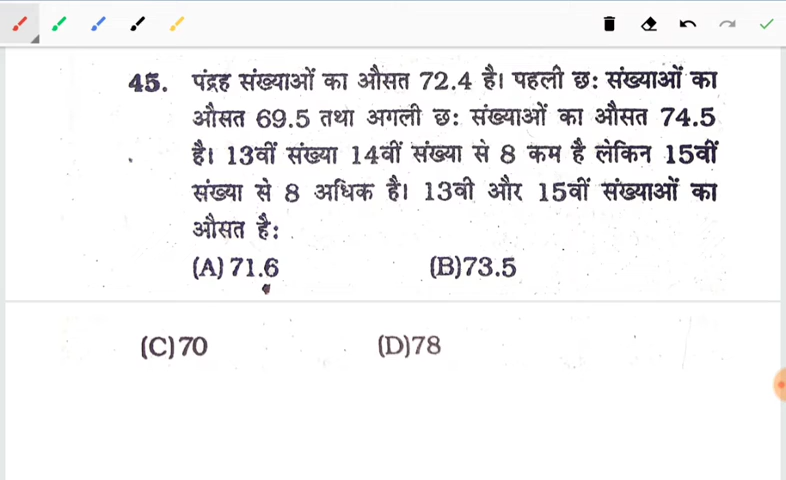 45. पंद्रह संख्याओं का औसत 72.4 है। पहली छ: संख्याओं का
औसत 69.5 तथा अगली छ: संख्याओं का औसत 74.5
है। 13वीं संख्या 14वीं संख्या से 8 कम है लेकिन 15वीं
संख्या से 8 अधिक है। 13वी और 15वीं संख्याओं का
औसत है:
(A) 71.6 (B)73.5
(C)70 (D)78